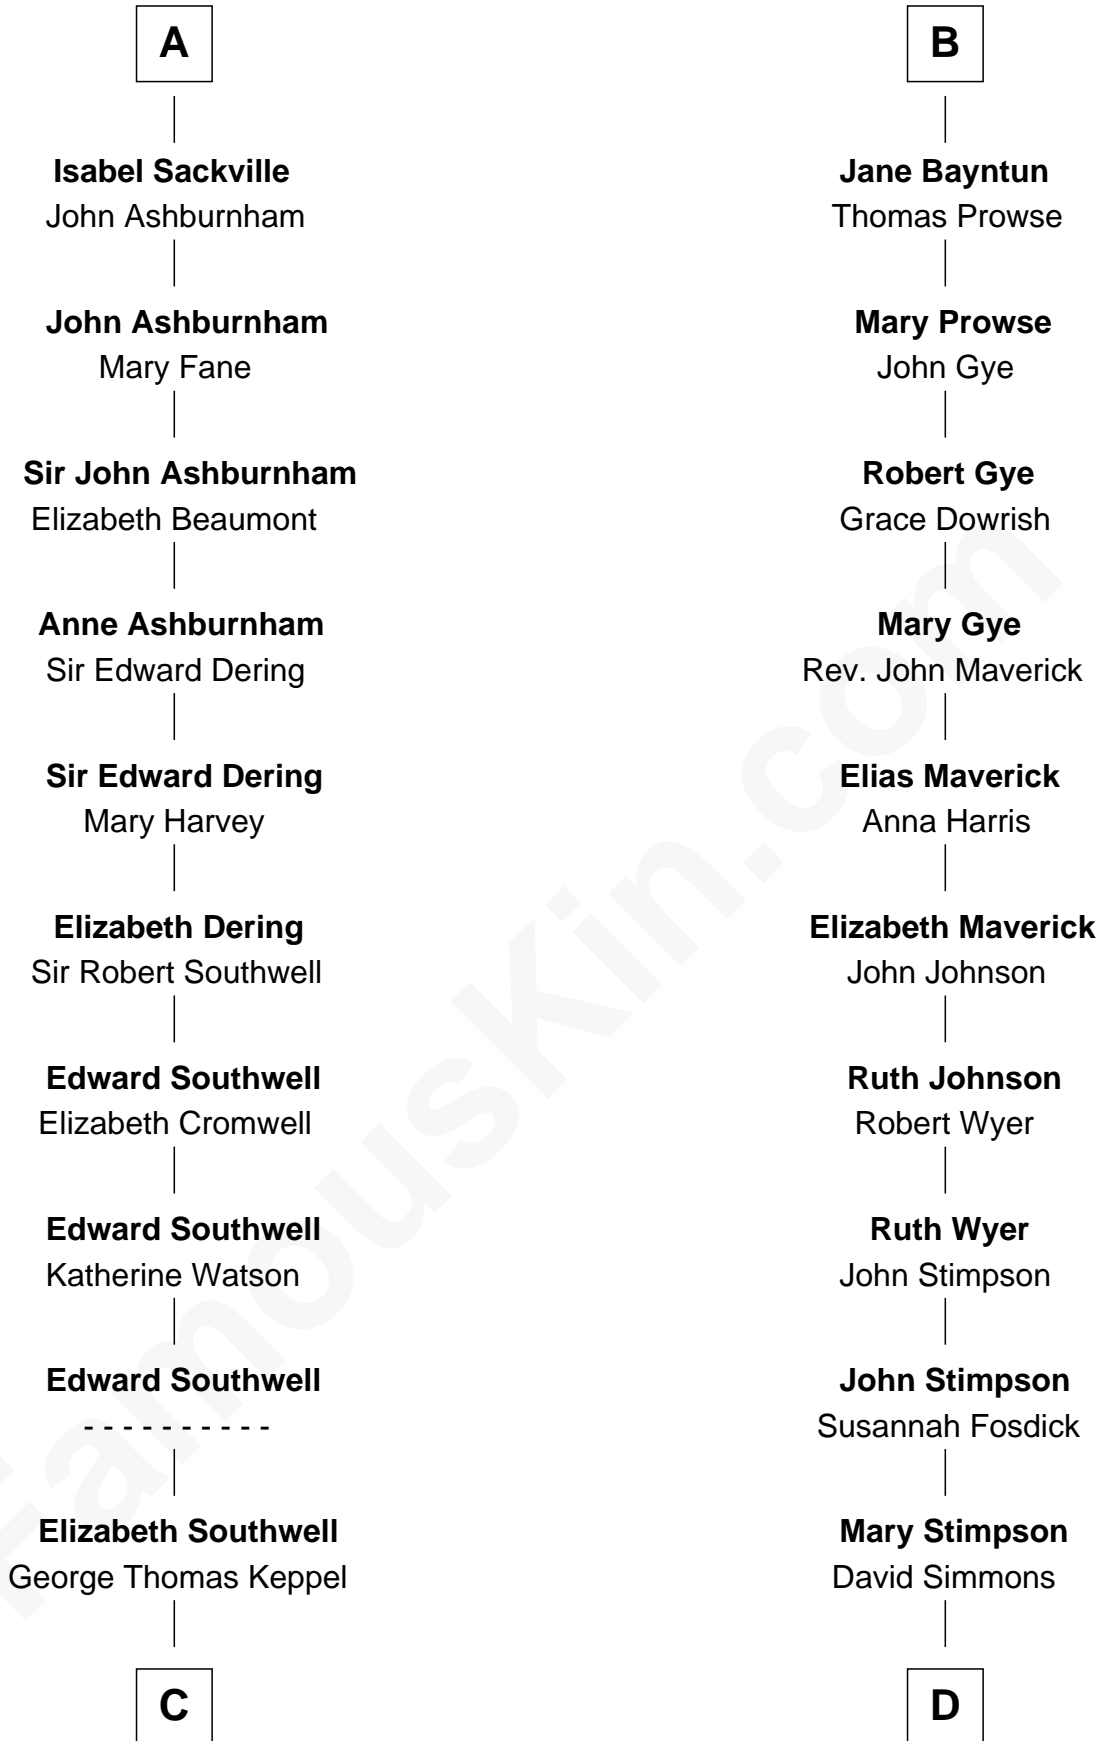 A
Isabel Sackville
John Ashburnham
John Ashburnham
Mary Fane
Sir John Ashburnham
Elizabeth Beaumont
Anne Ashburnham
Sir Edward Dering
Sir Edward Dering
Mary Harvey
Elizabeth Dering
Sir Robert Southwell
Edward Southwell
Elizabeth Cromwell
Edward Southwell
Katherine Watson
Edward Southwell
- - - - - - - - - -
Elizabeth Southwell
George Thomas Keppel
C
B
Jane Bayntun
Thomas Prowse
Mary Prowse
John Gye
Robert Gye
Grace Dowrish
Mary Gye
Rev. John Maverick
Elias Maverick
Anna Harris
Elizabeth Maverick
John Johnson
Ruth Johnson
Robert Wyer
Ruth Wyer
John Stimpson
John Stimpson
Susannah Fosdick
Mary Stimpson
David Simmons
D
FamousKin.com